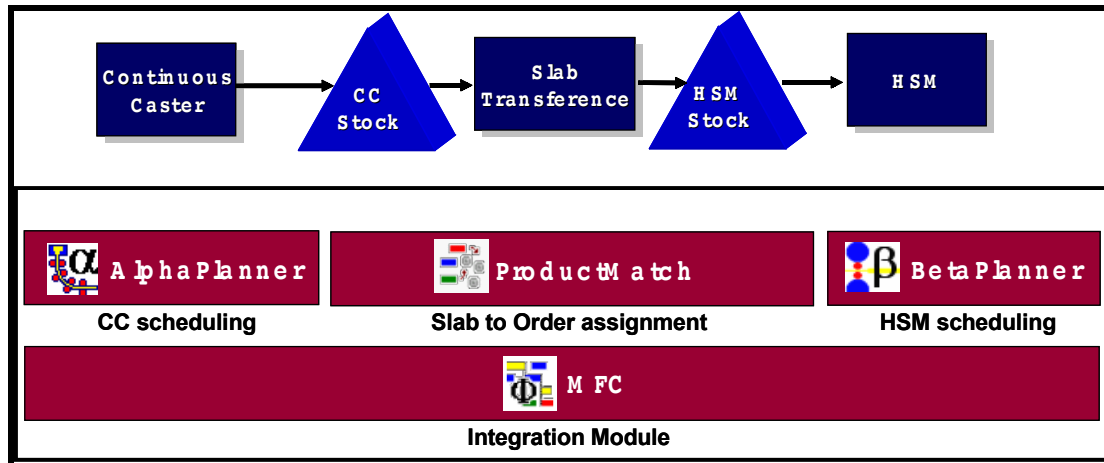 Continuous
Caster
CC
Stock
Slab
Transference
HSM
Stock
HSM
α AlphaPlanner
ProductMatch
β BetaPlanner
CC scheduling
Slab to Order assignment
HSM scheduling
Φ MFC
Integration Module